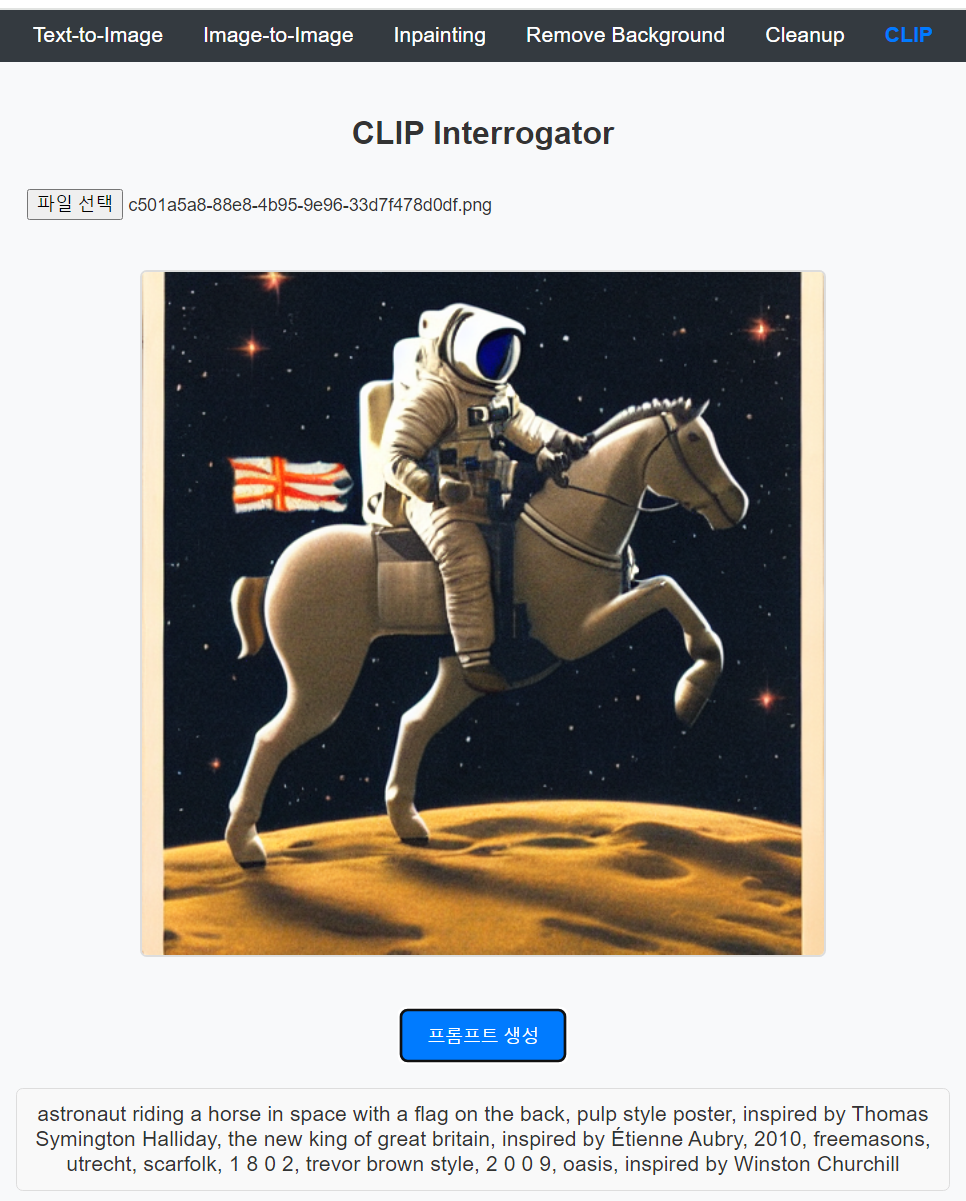 Text-to-Image Image-to-Image Inpainting Remove Background Cleanup CLIP
CLIP Interrogator
파일 선택 c501a5a8-88e8-4b95-9e96-33d7f478d0df.png
프롬프트 생성
astronaut riding a horse in space with a flag on the back, pulp style poster, inspired by Thomas
Symington Halliday, the new king of great britain, inspired by Étienne Aubry, 2010, freemasons,
utrecht, scarfolk, 1 8 0 2, trevor brown style, 2 0 0 9, oasis, inspired by Winston Churchill